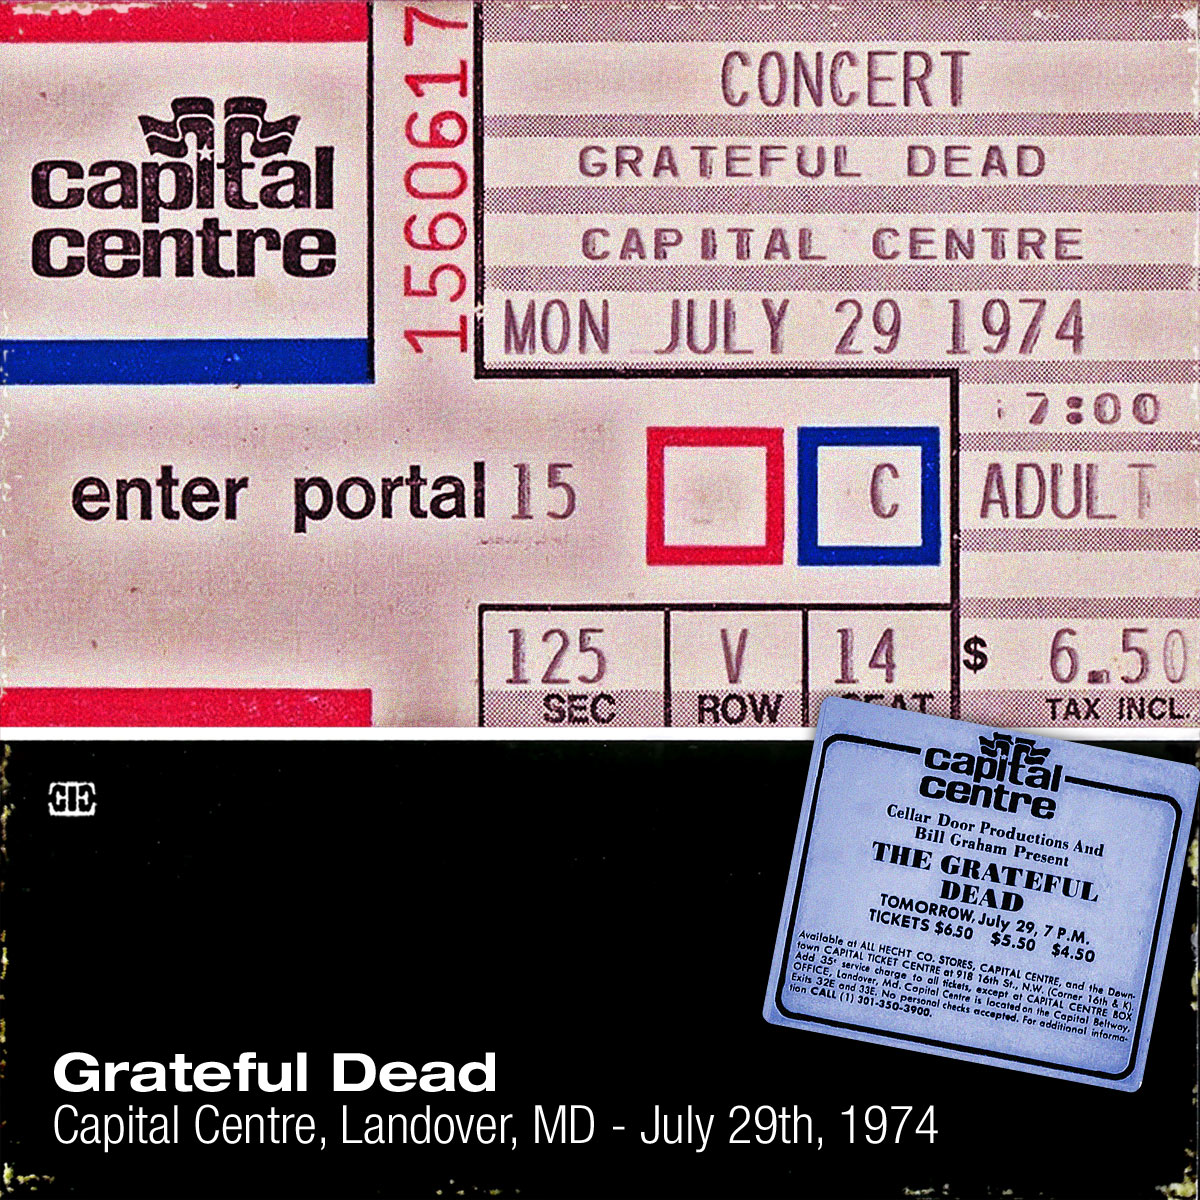 capital
centre
1560617
CONCERT
GRATEFUL DEAD
CAPITAL CENTRE
MON JULY 29 1974
7:00
enter portal 15
C
ADULT
125 V 14 $ 6.50
SEC ROW SEAT TAX INCL.
capital
centre
Cellar Door Productions And
Bill Graham Present
THE GRATEFUL
DEAD
TOMORROW, July 29, 7 P.M.
TICKETS $6.50 $5.50 $4.50
Available at ALL HECHT CO. STORES, CAPITAL CENTRE, and the Down-
town CAPITAL TICKET CENTRE at 918 16th St., N.W. (Corner 16th & K).
Add 35¢ service charge to all tickets, except at CAPITAL CENTRE BOX
OFFICE, Landover, Md. Capital Centre is located on the Capital Beltway,
Exits 32E and 33E. No personal checks accepted. For additional informa-
tion CALL (1) 301-350-3900.
Grateful Dead
Capital Centre, Landover, MD - July 29th, 1974